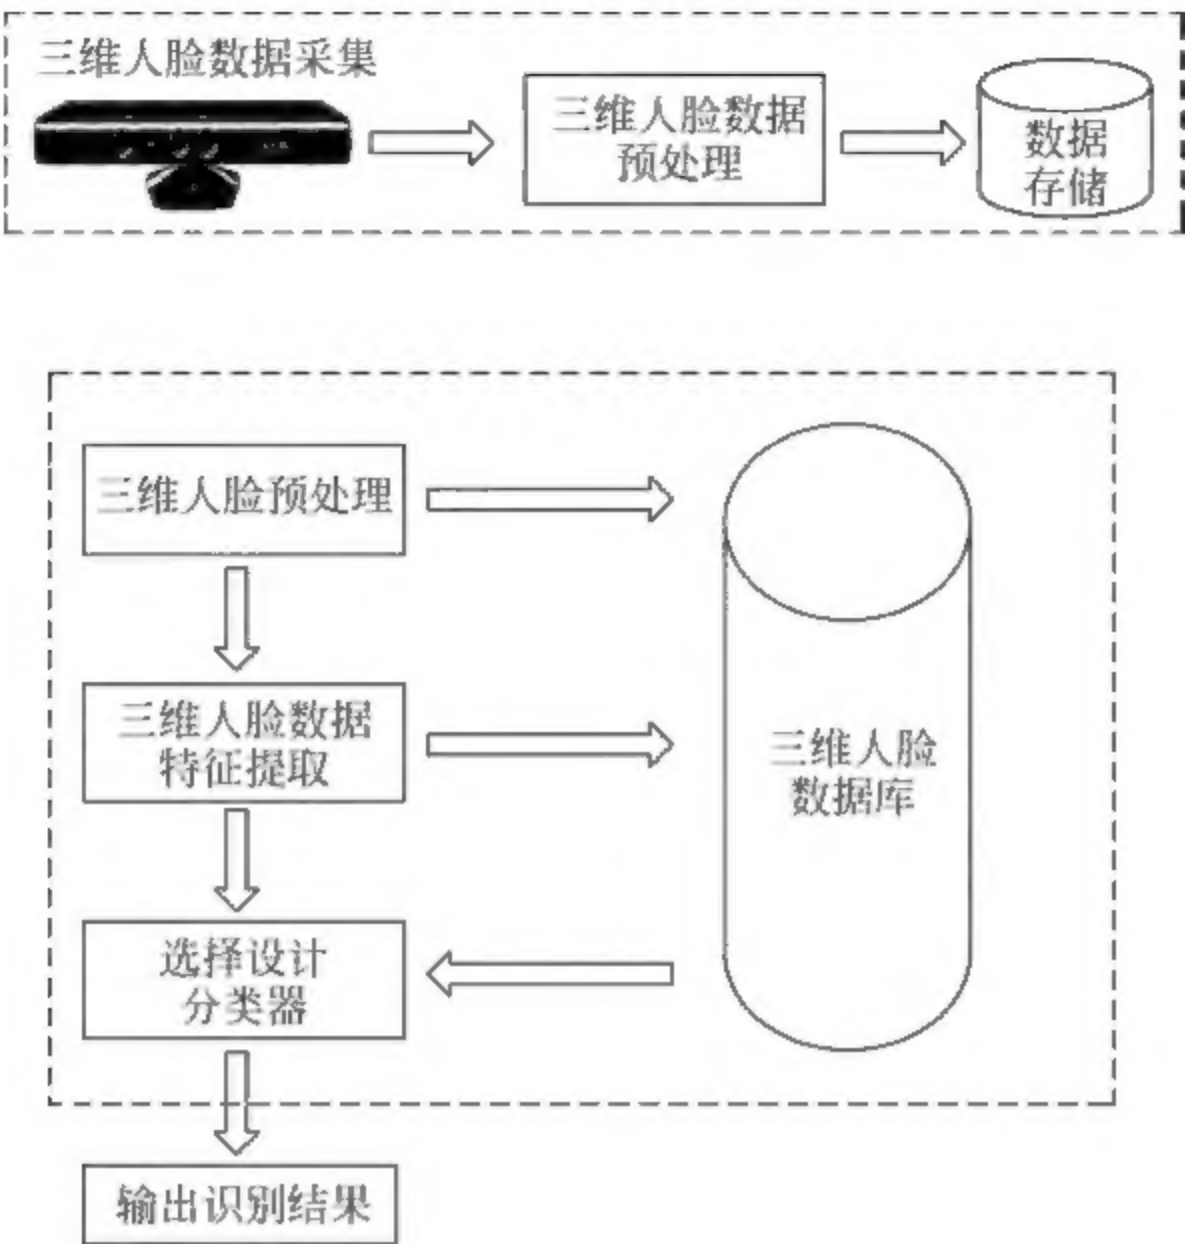 三维人脸数据采集
三维人脸数据
预处理
数据
存储
三维人脸预处理
三维人脸数据
特征提取
三维人脸
数据库
选择设计
分类器
输出识别结果